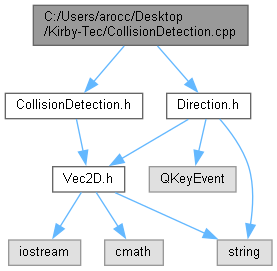 C:/Users/arocc/Desktop
/Kirby-Tec/CollisionDetection.cpp
CollisionDetection.h
Direction.h
Vec2D.h
QKeyEvent
iostream
cmath
string